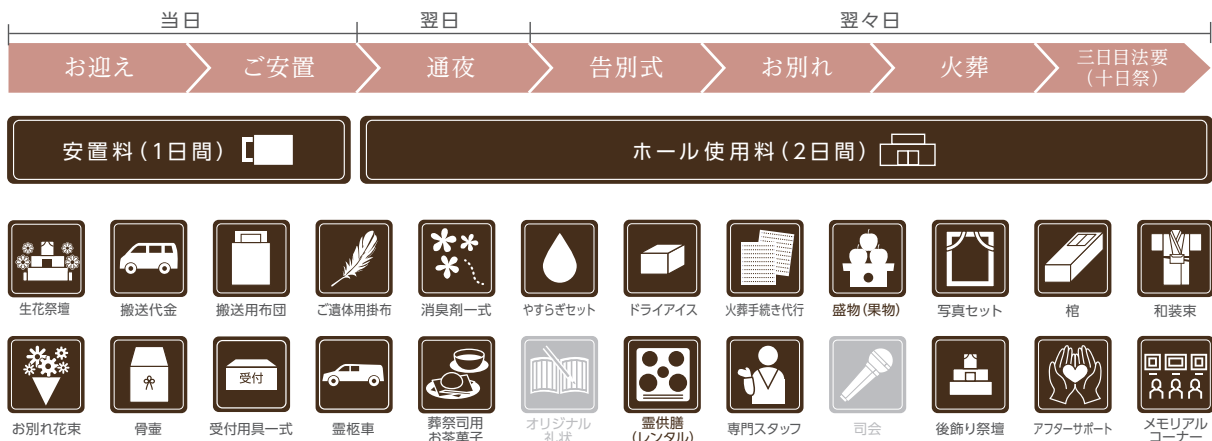 当日
翌日
翌々日
お迎え
ご安置
通夜
告別式
お別れ
火葬
三日目法要
(十日祭)
安置料(1日間)
ホール使用料(2日間)
生花祭壇
搬送代金
搬送用布団
ご遺体用掛布
消臭剤一式
やすらぎセット
ドライアイス
火葬手続き代行
盛物(果物)
写真セット
棺
和装束
受付
お別れ花束
骨壷
受付用具一式
霊柩車
葬祭司用
お茶菓子
オリジナル
礼状
霊供膳
(レンタル)
専門スタッフ
司会
後飾り祭壇
アフターサポート
メモリアル
コーナー